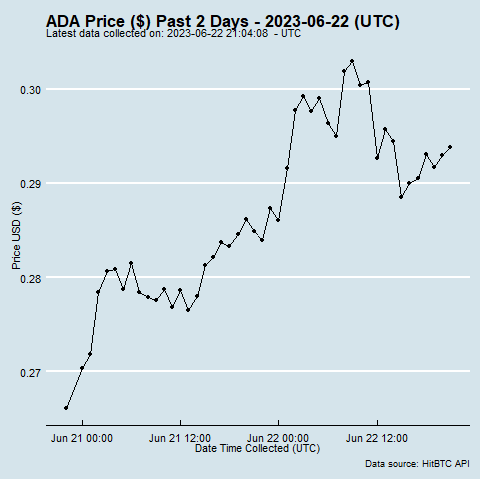 ADA Price ($) Past 2 Days - 2023-06-22 (UTC)
Latest data collected on: 2023-06-22 21:04:08  - UTC
0.30
0.29
0.28
0.27
Price USD ($)
Jun 21 00:00 Jun 21 12:00 Jun 22 00:00 Jun 22 12:00
Date Time Collected (UTC)
Data source: HitBTC API